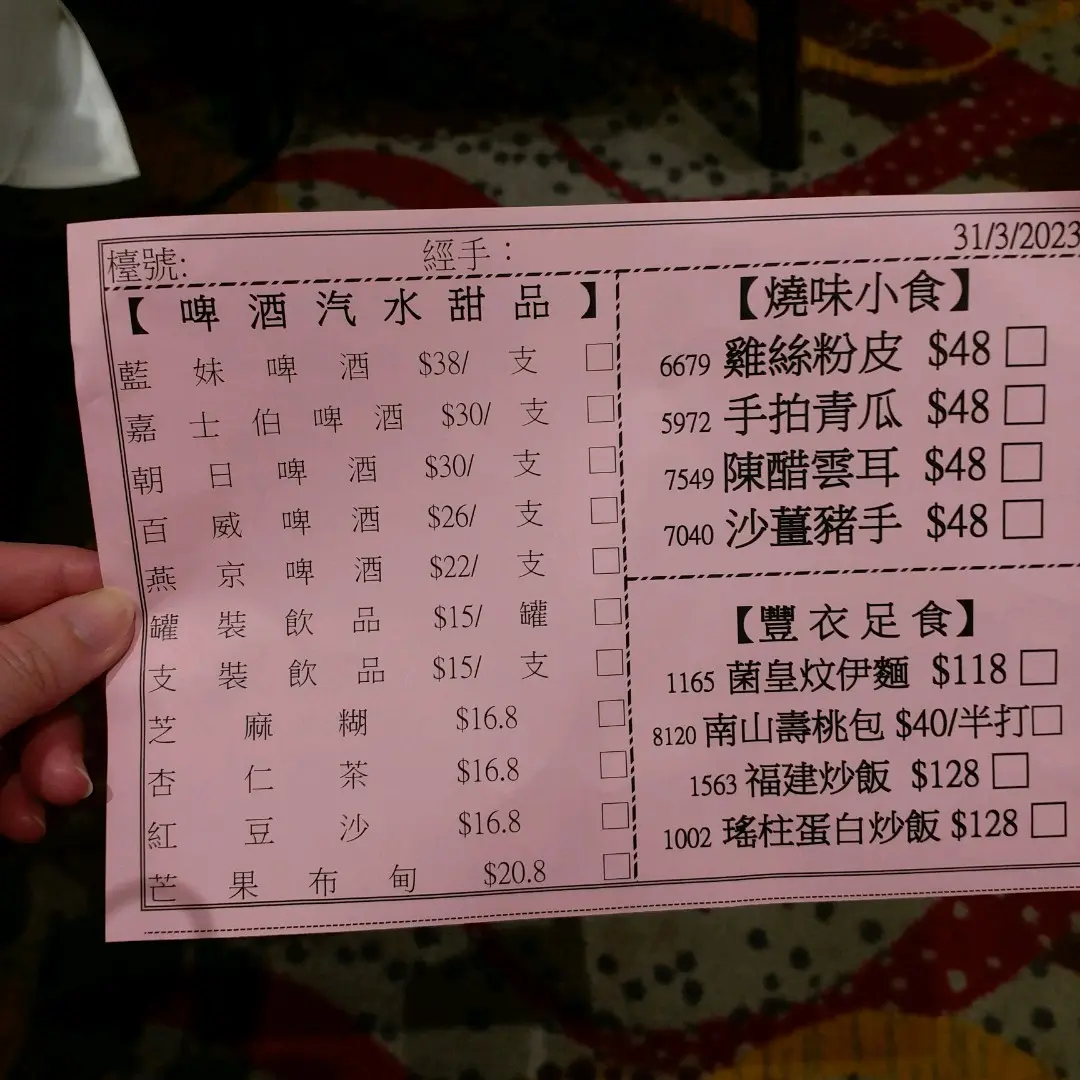 檯號: 經手： 31/3/2023
【啤酒汽水甜品】
藍妹啤酒 $38/ 支 □
嘉士伯啤酒 $30/ 支 □
朝日啤酒 $30/ 支 □
百威啤酒 $26/ 支 □
燕京啤酒 $22/ 支 □
罐裝飲品 $15/ 罐 □
支裝飲品 $15/ 支 □
芝麻糊 $16.8 □
杏仁茶 $16.8 □
紅豆沙 $16.8 □
芒果布甸 $20.8 □
【燒味小食】
6679 雞絲粉皮 $48 □
5972 手拍青瓜 $48 □
7549 陳醋雲耳 $48 □
7040 沙薑豬手 $48 □
【豐衣足食】
1165 菌皇炆伊麵 $118 □
8120 南山壽桃包 $40/半打 □
1563 福建炒飯 $128 □
1002 瑤柱蛋白炒飯 $128 □